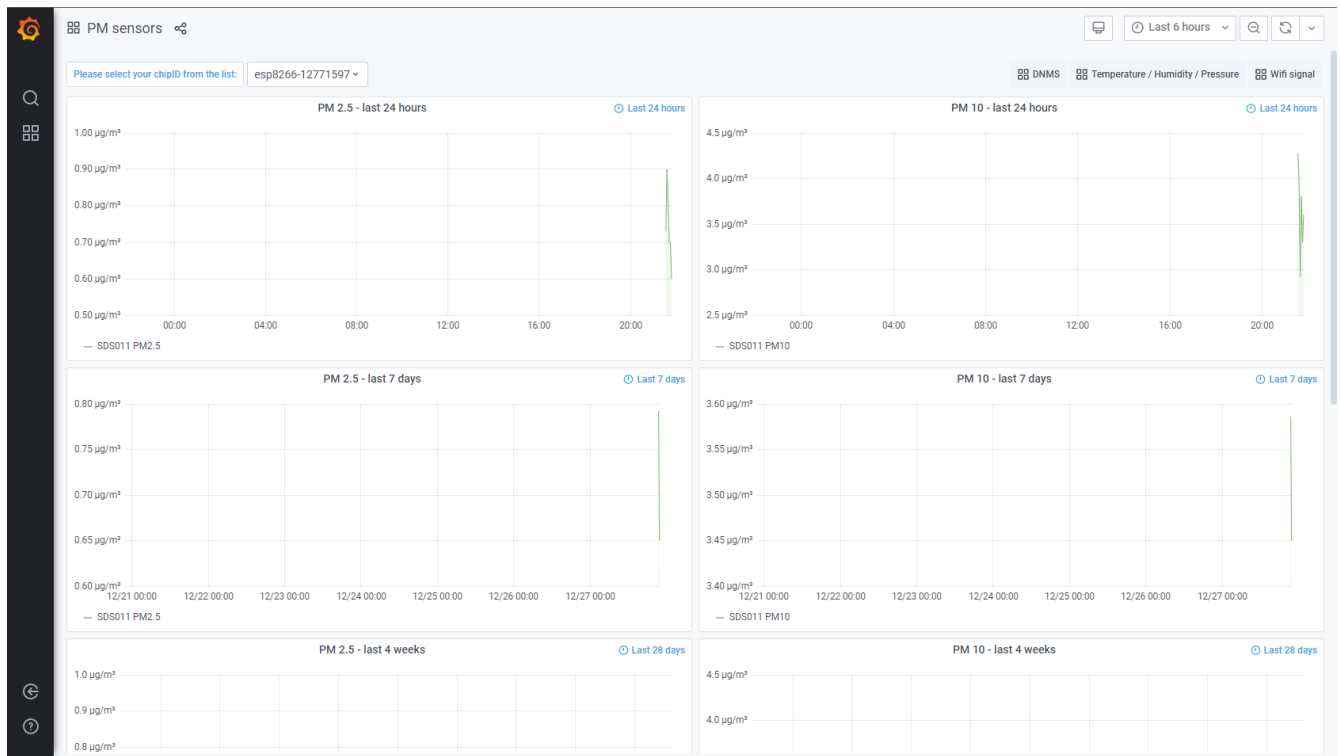 PM sensors
Last 6 hours
Please select your chipID from the list:
esp8266-12771597
DNMS
Temperature / Humidity / Pressure
Wifi signal
PM 2.5 - last 24 hours
Last 24 hours
1.00 µg/m³
0.90 µg/m³
0.80 µg/m³
0.70 µg/m³
0.60 µg/m³
0.50 µg/m³
00:00 04:00 08:00 12:00 16:00 20:00
SDS011 PM2.5
PM 10 - last 24 hours
Last 24 hours
4.5 µg/m³
4.0 µg/m³
3.5 µg/m³
3.0 µg/m³
2.5 µg/m³
00:00 04:00 08:00 12:00 16:00 20:00
SDS011 PM10
PM 2.5 - last 7 days
Last 7 days
0.80 µg/m³
0.75 µg/m³
0.70 µg/m³
0.65 µg/m³
0.60 µg/m³
12/21 00:00 12/22 00:00 12/23 00:00 12/24 00:00 12/25 00:00 12/26 00:00 12/27 00:00
SDS011 PM2.5
PM 10 - last 7 days
Last 7 days
3.60 µg/m³
3.55 µg/m³
3.50 µg/m³
3.45 µg/m³
3.40 µg/m³
12/21 00:00 12/22 00:00 12/23 00:00 12/24 00:00 12/25 00:00 12/26 00:00 12/27 00:00
SDS011 PM10
PM 2.5 - last 4 weeks
Last 28 days
1.0 µg/m³
0.9 µg/m³
0.8 µg/m³
PM 10 - last 4 weeks
Last 28 days
4.5 µg/m³
4.0 µg/m³